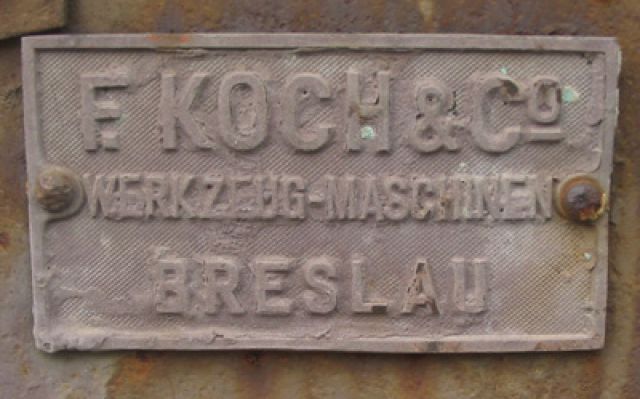 F. KOCH & Cº
WERKZEUG-MASCHINEN
BRESLAU